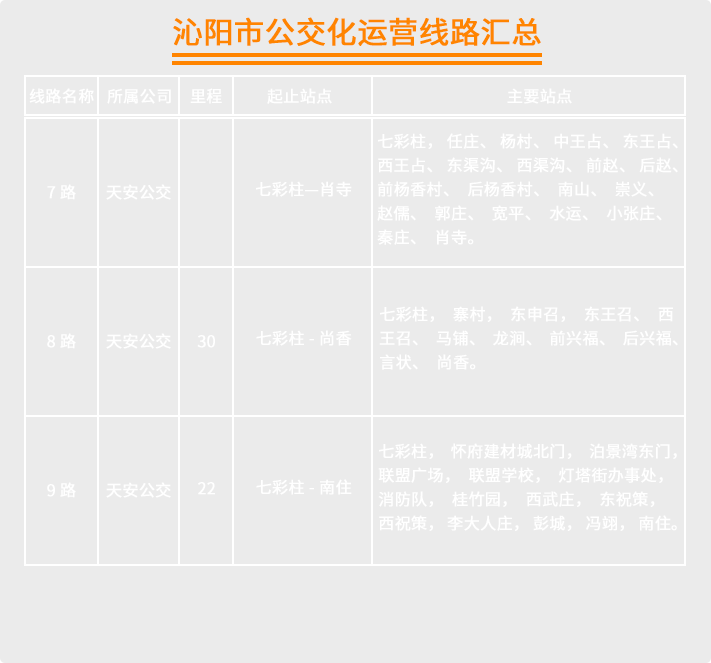 沁阳市公交化运营线路汇总
线路名称 所属公司 里程 起止站点 主要站点
7 路 天安公交 七彩柱—肖寺
七彩柱， 任庄、 杨村、 中王占、 东王占、
西王占、 东渠沟、 西渠沟、 前赵、 后赵、
前杨香村、 后杨香村、 南山、 崇义、
赵儒、 郭庄、 宽平、 水运、 小张庄、
秦庄、 肖寺。
8 路 天安公交 30 七彩柱 - 尚香
七彩柱， 寨村， 东申召， 东王召、 西
王召、 马铺、 龙涧、 前兴福、 后兴福、
言状、 尚香。
9 路 天安公交 22 七彩柱 - 南住
七彩柱， 怀府建材城北门， 泊景湾东门，
联盟广场， 联盟学校， 灯塔街办事处，
消防队， 桂竹园， 西武庄， 东祝策，
西祝策， 李大人庄， 彭城， 冯翊， 南住。